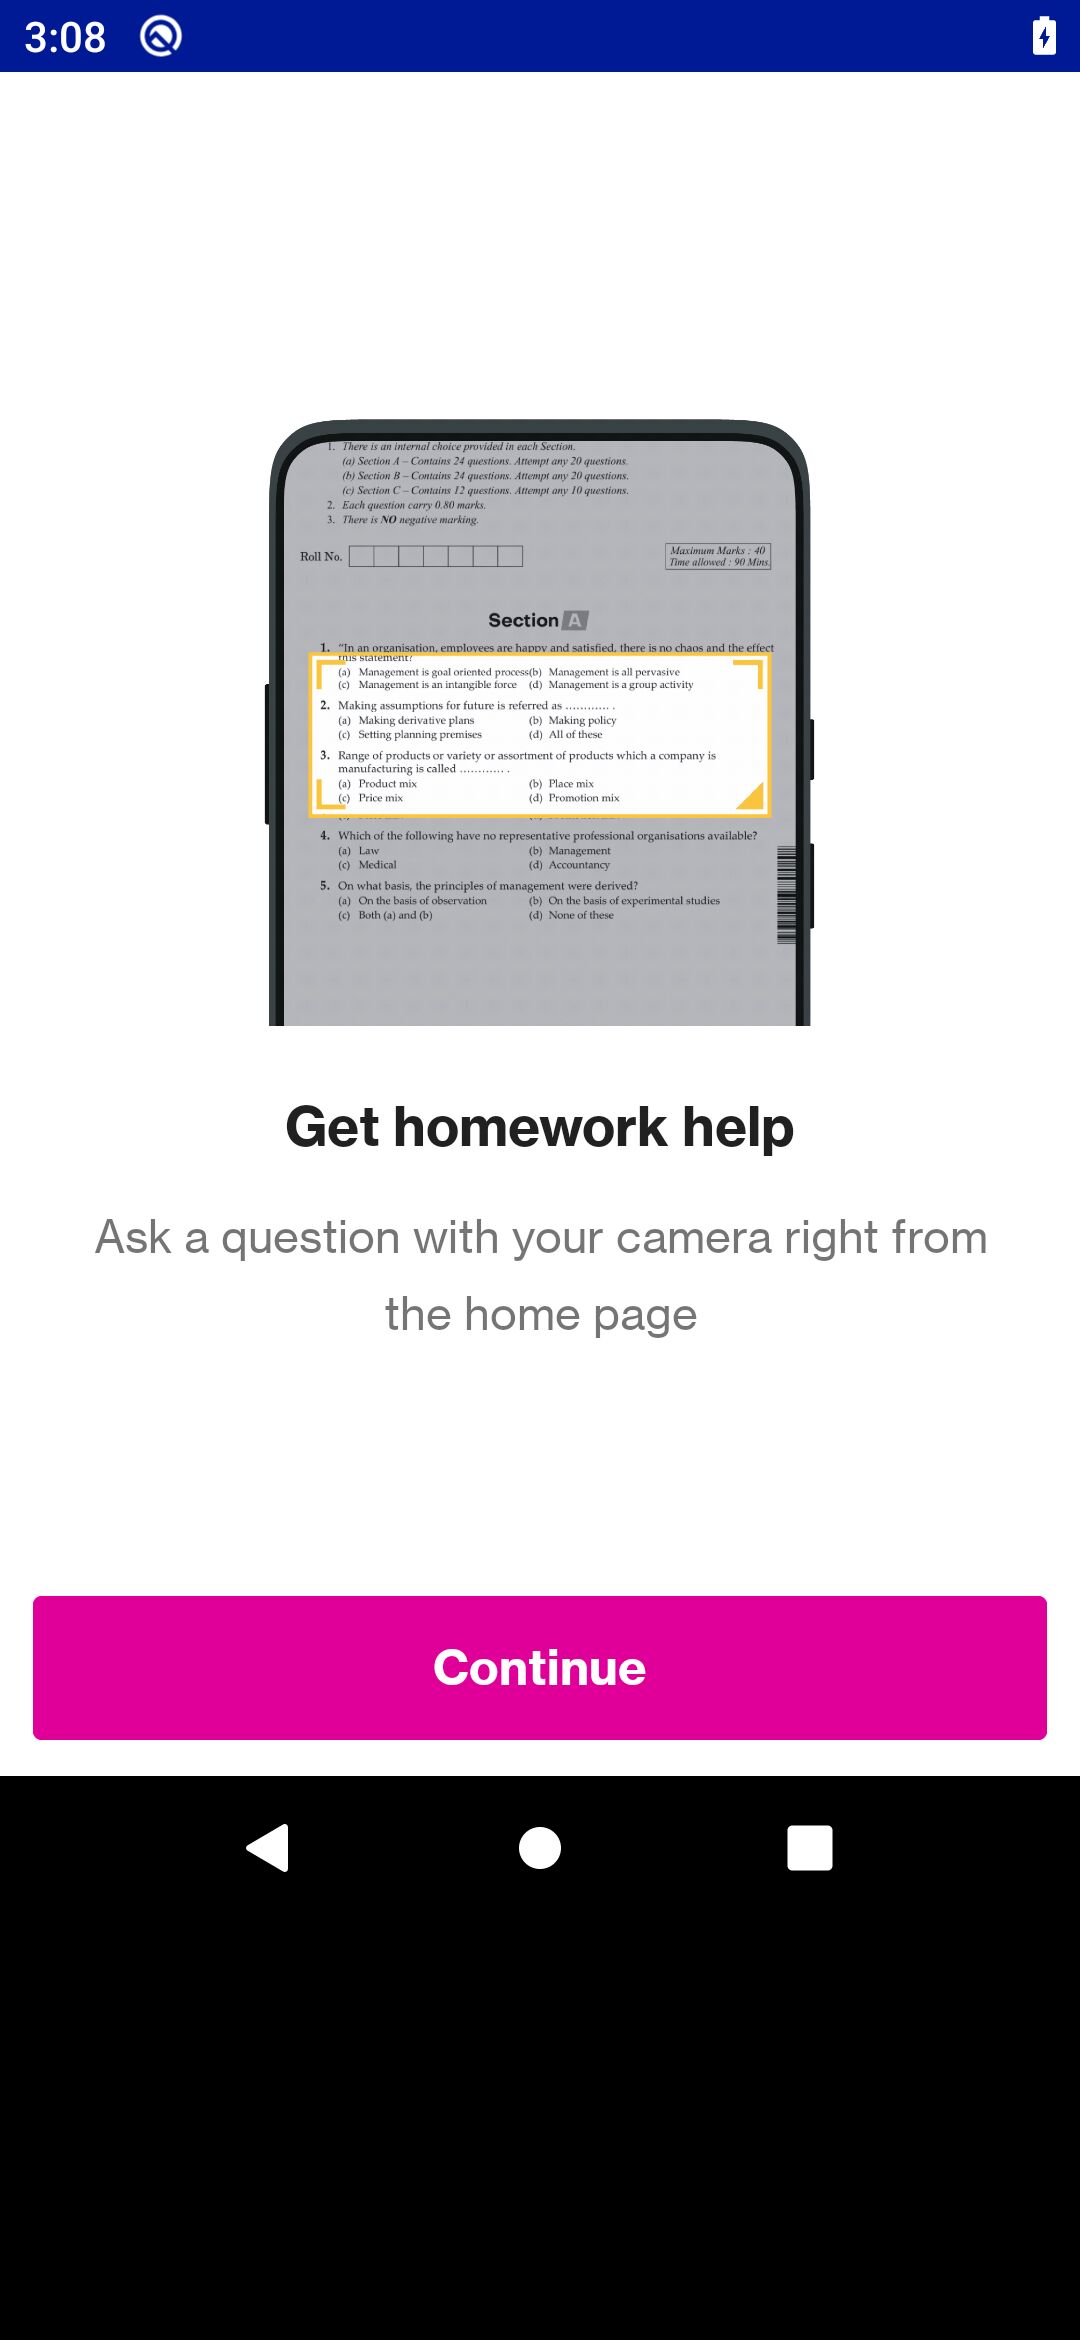 3:08
1. There is an internal choice provided in each Section.
(a) Section A – Contains 24 questions. Attempt any 20 questions.
(b) Section B – Contains 24 questions. Attempt any 20 questions.
(c) Section C – Contains 12 questions. Attempt any 10 questions.
2. Each question carry 0.80 marks.
3. There is NO negative marking.
Roll No.
Maximum Marks : 40
Time allowed : 90 Mins.
Section A
1. “In an organisation, employees are happy and satisfied, there is no chaos and the effect
this statement?
(a) Management is goal oriented process (b) Management is all pervasive
(c) Management is an intangible force (d) Management is a group activity
2. Making assumptions for future is referred as ............ .
(a) Making derivative plans (b) Making policy
(c) Setting planning premises (d) All of these
3. Range of products or variety or assortment of products which a company is
manufacturing is called ............ .
(a) Product mix (b) Place mix
(c) Price mix (d) Promotion mix
4. Which of the following have no representative professional organisations available?
(a) Law (b) Management
(c) Medical (d) Accountancy
5. On what basis, the principles of management were derived?
(a) On the basis of observation (b) On the basis of experimental studies
(c) Both (a) and (b) (d) None of these
Get homework help
Ask a question with your camera right from
the home page
Continue